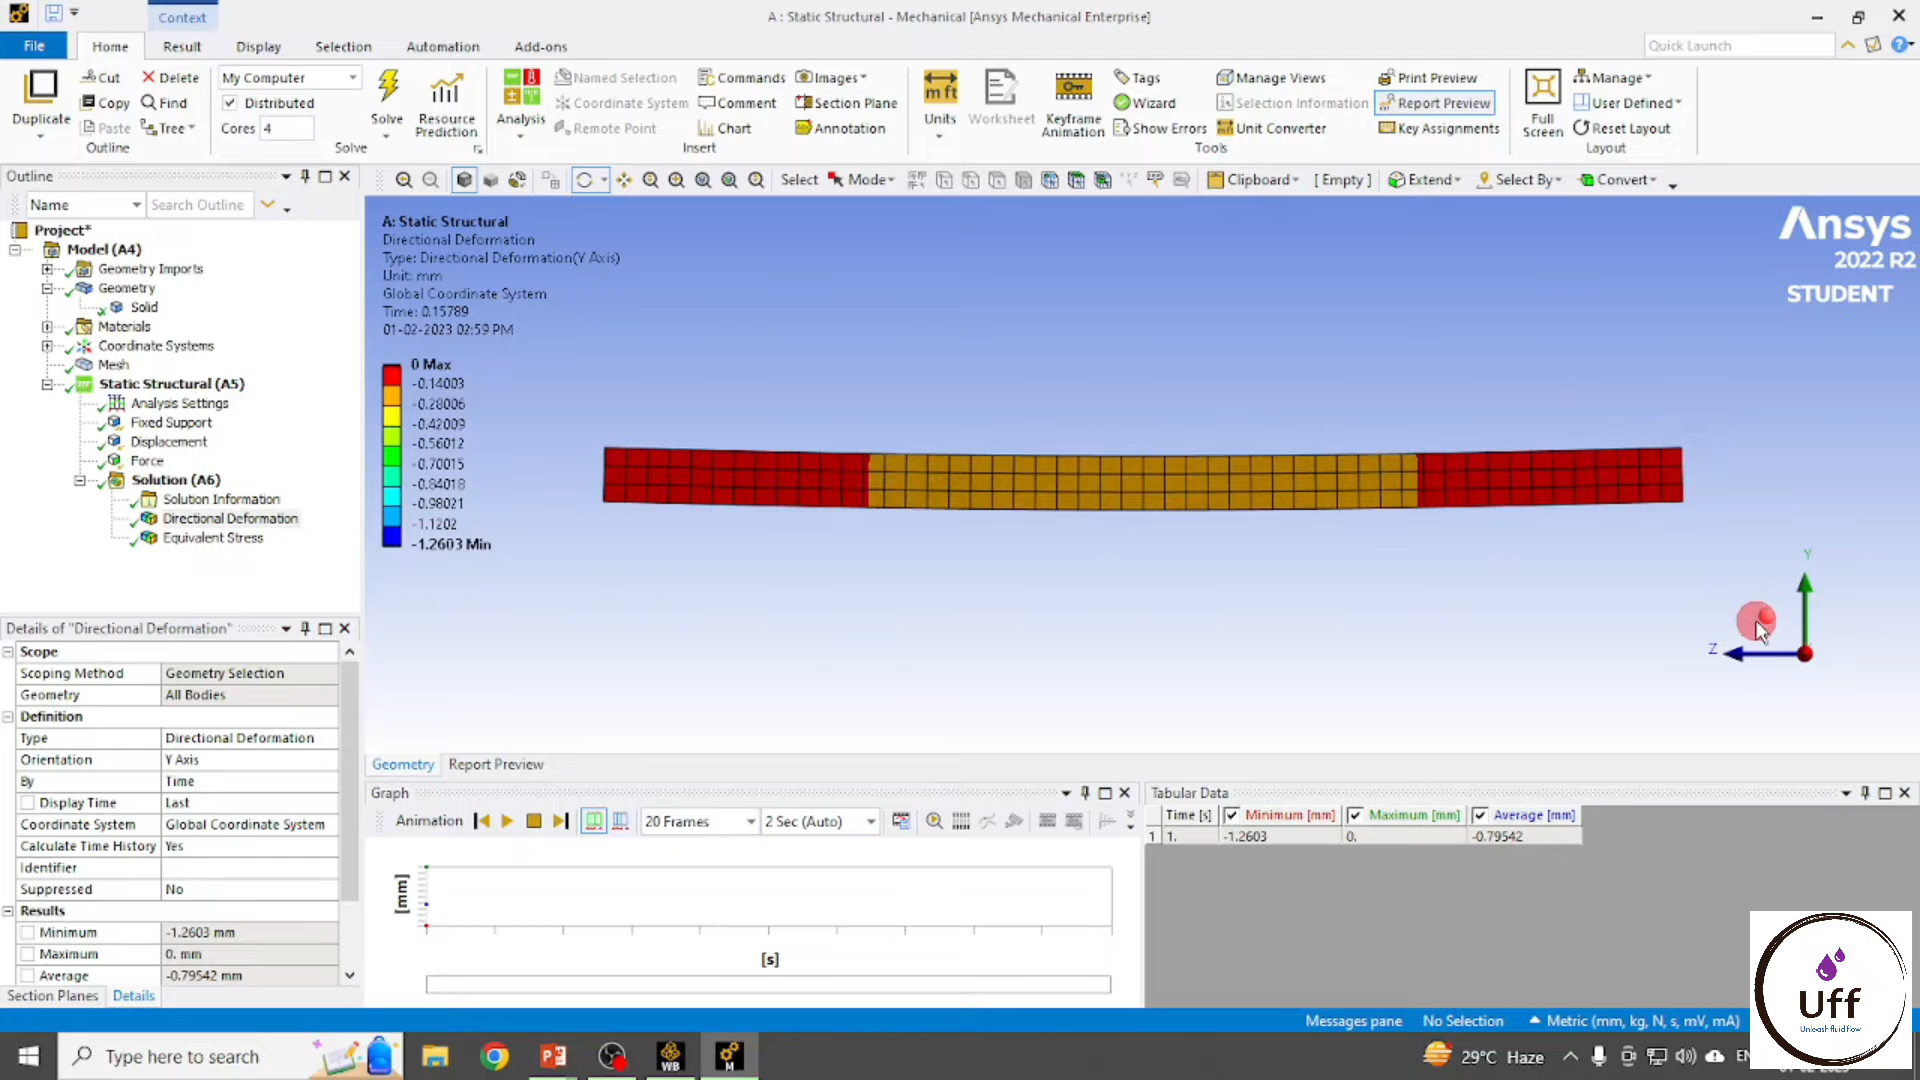 Context
A : Static Structural - Mechanical [Ansys Mechanical Enterprise]
File Home Result Display Selection Automation Add-ons
Quick Launch
Duplicate
Cut
Copy
Paste
Delete
Find
Tree
Outline
My Computer
Distributed
Cores 4
Solve
Resource Prediction
Solve
Analysis
Named Selection
Coordinate System
Remote Point
Commands
Comment
Chart
Images
Section Plane
Annotation
Insert
Units
Worksheet
Keyframe Animation
Tags
Wizard
Show Errors
Manage Views
Selection Information
Unit Converter
Print Preview
Report Preview
Key Assignments
Tools
Full Screen
Manage
User Defined
Reset Layout
Layout
Outline
Name
Search Outline
Select Mode
Clipboard [ Empty ] Extend Select By Convert
Project*
Model (A4)
Geometry Imports
Geometry
Solid
Materials
Coordinate Systems
Mesh
Static Structural (A5)
Analysis Settings
Fixed Support
Displacement
Force
Solution (A6)
Solution Information
Directional Deformation
Equivalent Stress
A: Static Structural
Directional Deformation
Type: Directional Deformation(Y Axis)
Unit: mm
Global Coordinate System
Time: 0.15789
01-02-2023 02:59 PM
0 Max
-0.14003
-0.28006
-0.42009
-0.56012
-0.70015
-0.84018
-0.98021
-1.1202
-1.2603 Min
Ansys
2022 R2
STUDENT
Y
Z
Details of "Directional Deformation"
Scope
Scoping Method Geometry Selection
Geometry All Bodies
Definition
Type Directional Deformation
Orientation Y Axis
By Time
Display Time Last
Coordinate System Global Coordinate System
Calculate Time History Yes
Identifier
Suppressed No
Results
Minimum -1.2603 mm
Maximum 0. mm
Average -0.79542 mm
Section Planes Details
Geometry Report Preview
Graph
Animation 20 Frames 2 Sec (Auto)
[mm]
[s]
Tabular Data
Time [s] Minimum [mm] Maximum [mm] Average [mm]
1 1. -1.2603 0. -0.79542
Messages pane No Selection Metric (mm, kg, N, s, mV, mA)
Uff
Unleash fluid flow
Type here to search
WB
M
29°C Haze